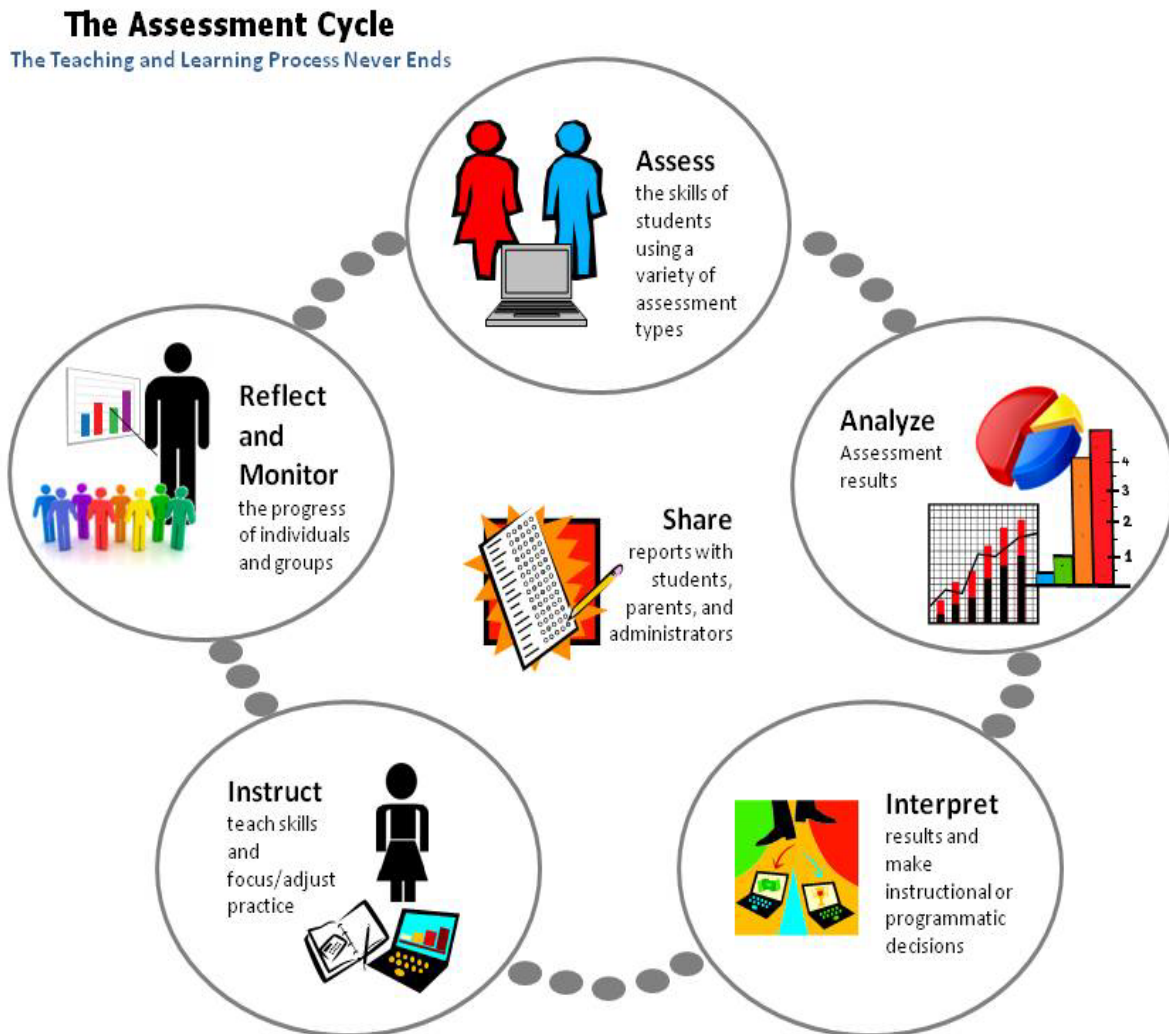 The Assessment Cycle
The Teaching and Learning Process Never Ends
Assess
the skills of
students
using a
variety of
assessment
types
Analyze
Assessment
results
4
3
2
1
Interpret
results and
make
instructional or
programmatic
decisions
Instruct
teach skills
and
focus/adjust
practice
Reflect
and
Monitor
the progress
of individuals
and groups
Share
reports with
students,
parents, and
administrators